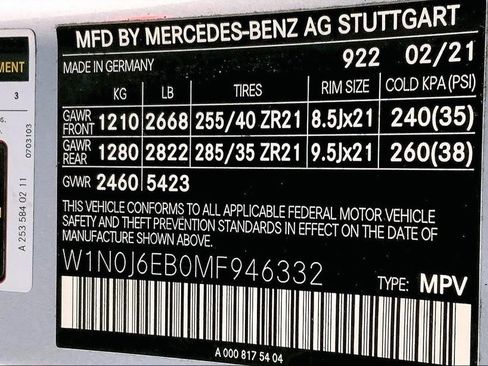 MFD BY MERCEDES-BENZ AG STUTTGART
MADE IN GERMANY 922 02/21
KG LB TIRES RIM SIZE COLD KPA(PSI)
GAWR FRONT 1210 2668 255/40 ZR21 8.5Jx21 240(35)
GAWR REAR 1280 2822 285/35 ZR21 9.5Jx21 260(38)
GVWR 2460 5423
THIS VEHICLE CONFORMS TO ALL APPLICABLE FEDERAL MOTOR VEHICLE
SAFETY AND THEFT PREVENTION STANDARDS IN EFFECT ON THE DATE OF
MANUFACTURE SHOWN ABOVE.
W1N0J6EB0MF946332
TYPE: MPV
A 000 817 54 04
MENT
3
0703103
A 253 584 02 11